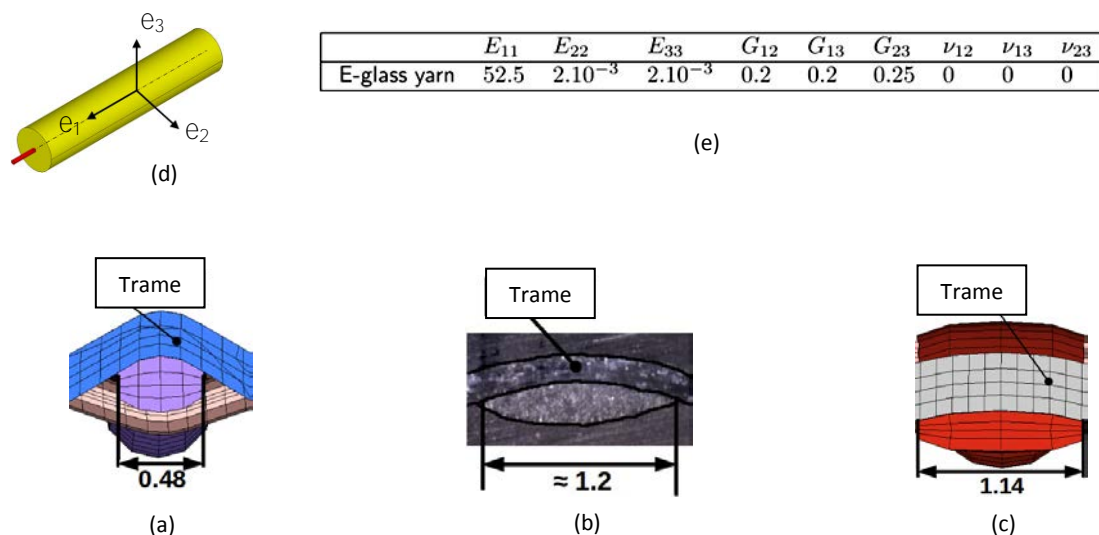 e₃
e₁
e₂
(d)
E₁₁ E₂₂ E₃₃ G₁₂ G₁₃ G₂₃ ν₁₂ ν₁₃ ν₂₃
E-glass yarn 52.5 2.10⁻³ 2.10⁻³ 0.2 0.2 0.25 0 0 0
(e)
Trame
0.48
(a)
Trame
≈ 1.2
(b)
Trame
1.14
(c)